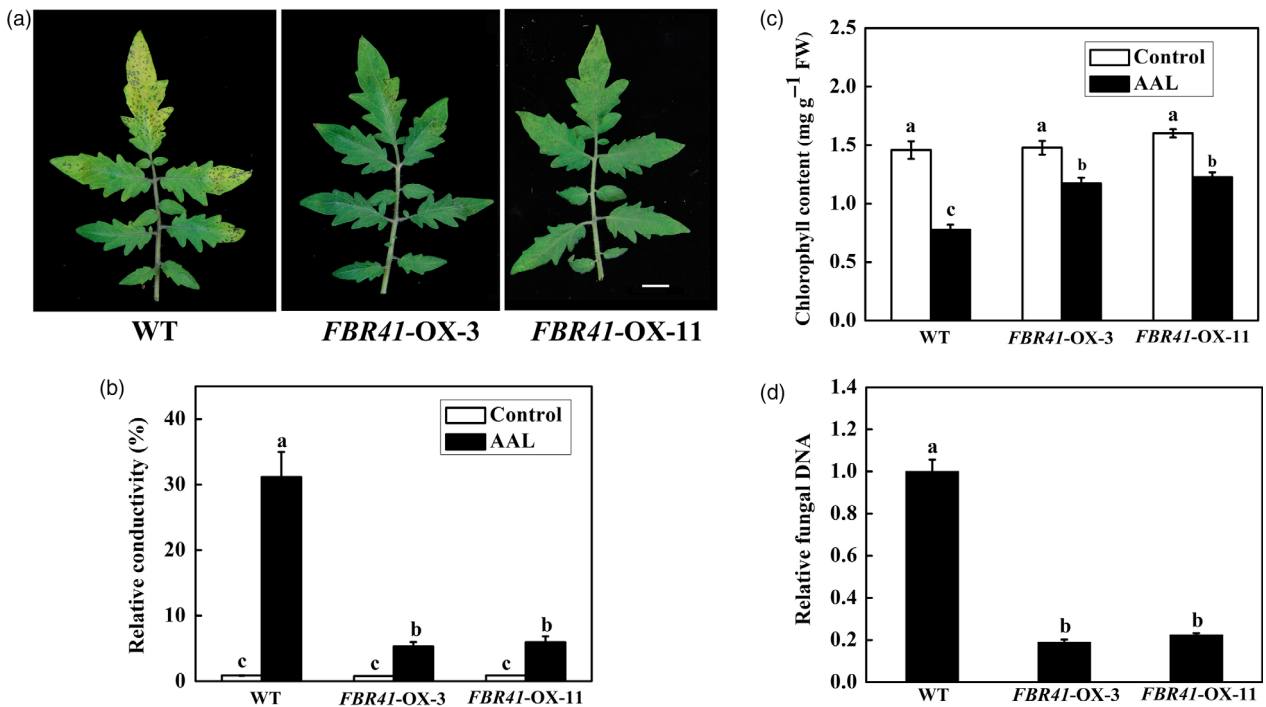 (a)
WT
FBR41-OX-3
FBR41-OX-11
(b)
Relative conductivity (%)
40
30
20
10
0
Control
AAL
c
a
c
b
c
b
WT
FBR41-OX-3
FBR41-OX-11
(c)
Chlorophyll content (mg g⁻¹ FW)
2.5
2.0
1.5
1.0
0.5
0.0
Control
AAL
a
c
a
b
a
b
WT
FBR41-OX-3
FBR41-OX-11
(d)
Relative fungal DNA
1.4
1.2
1.0
0.8
0.6
0.4
0.2
0.0
a
b
b
WT
FBR41-OX-3
FBR41-OX-11